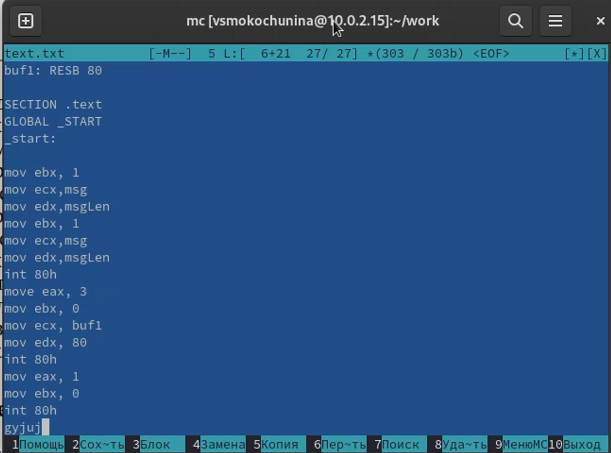 mc [vsmokochunina@10.0.2.15]:~/work
text.txt [-M--] 5 L:[ 6+21 27/ 27] *(303 / 303b) <EOF> [*][X]
buf1: RESB 80
SECTION .text
GLOBAL _START
_start:
mov ebx, 1
mov ecx,msg
mov edx,msgLen
mov ebx, 1
mov ecx,msg
mov edx,msgLen
int 80h
move eax, 3
mov ebx, 0
mov ecx, buf1
mov edx, 80
int 80h
mov eax, 1
mov ebx, 0
int 80h
gyjuj
1Помощь 2Сох~ть 3Блок 4Замена 5Копия 6Пер~ть 7Поиск 8Уда~ть 9МенюMC 10Выход